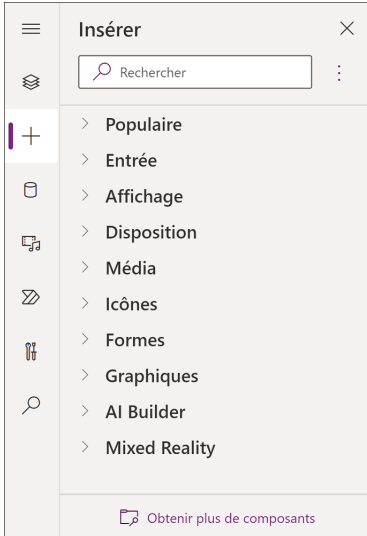 Insérer
Rechercher
Populaire
Entrée
Affichage
Disposition
Média
Icônes
Formes
Graphiques
AI Builder
Mixed Reality
Obtenir plus de composants